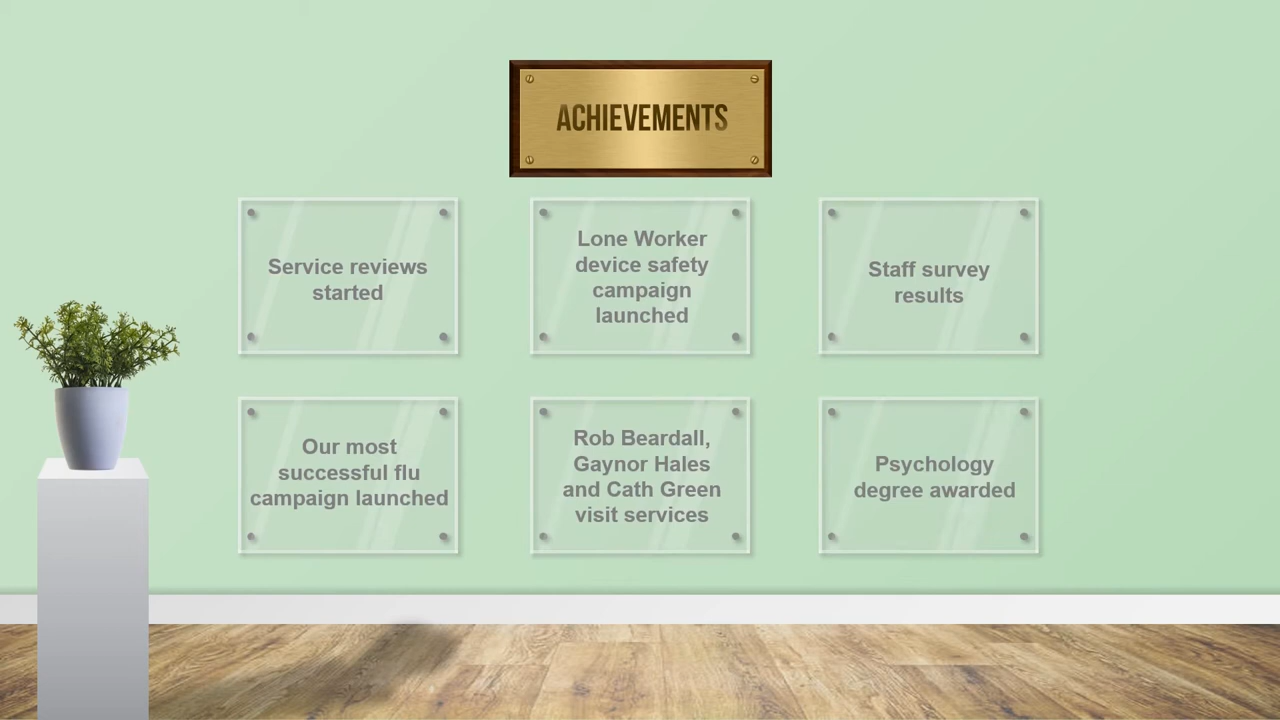 ACHIEVEMENTS
Service reviews
started
Lone Worker
device safety
campaign
launched
Staff survey
results
Our most
successful flu
campaign launched
Rob Beardall,
Gaynor Hales
and Cath Green
visit services
Psychology
degree awarded